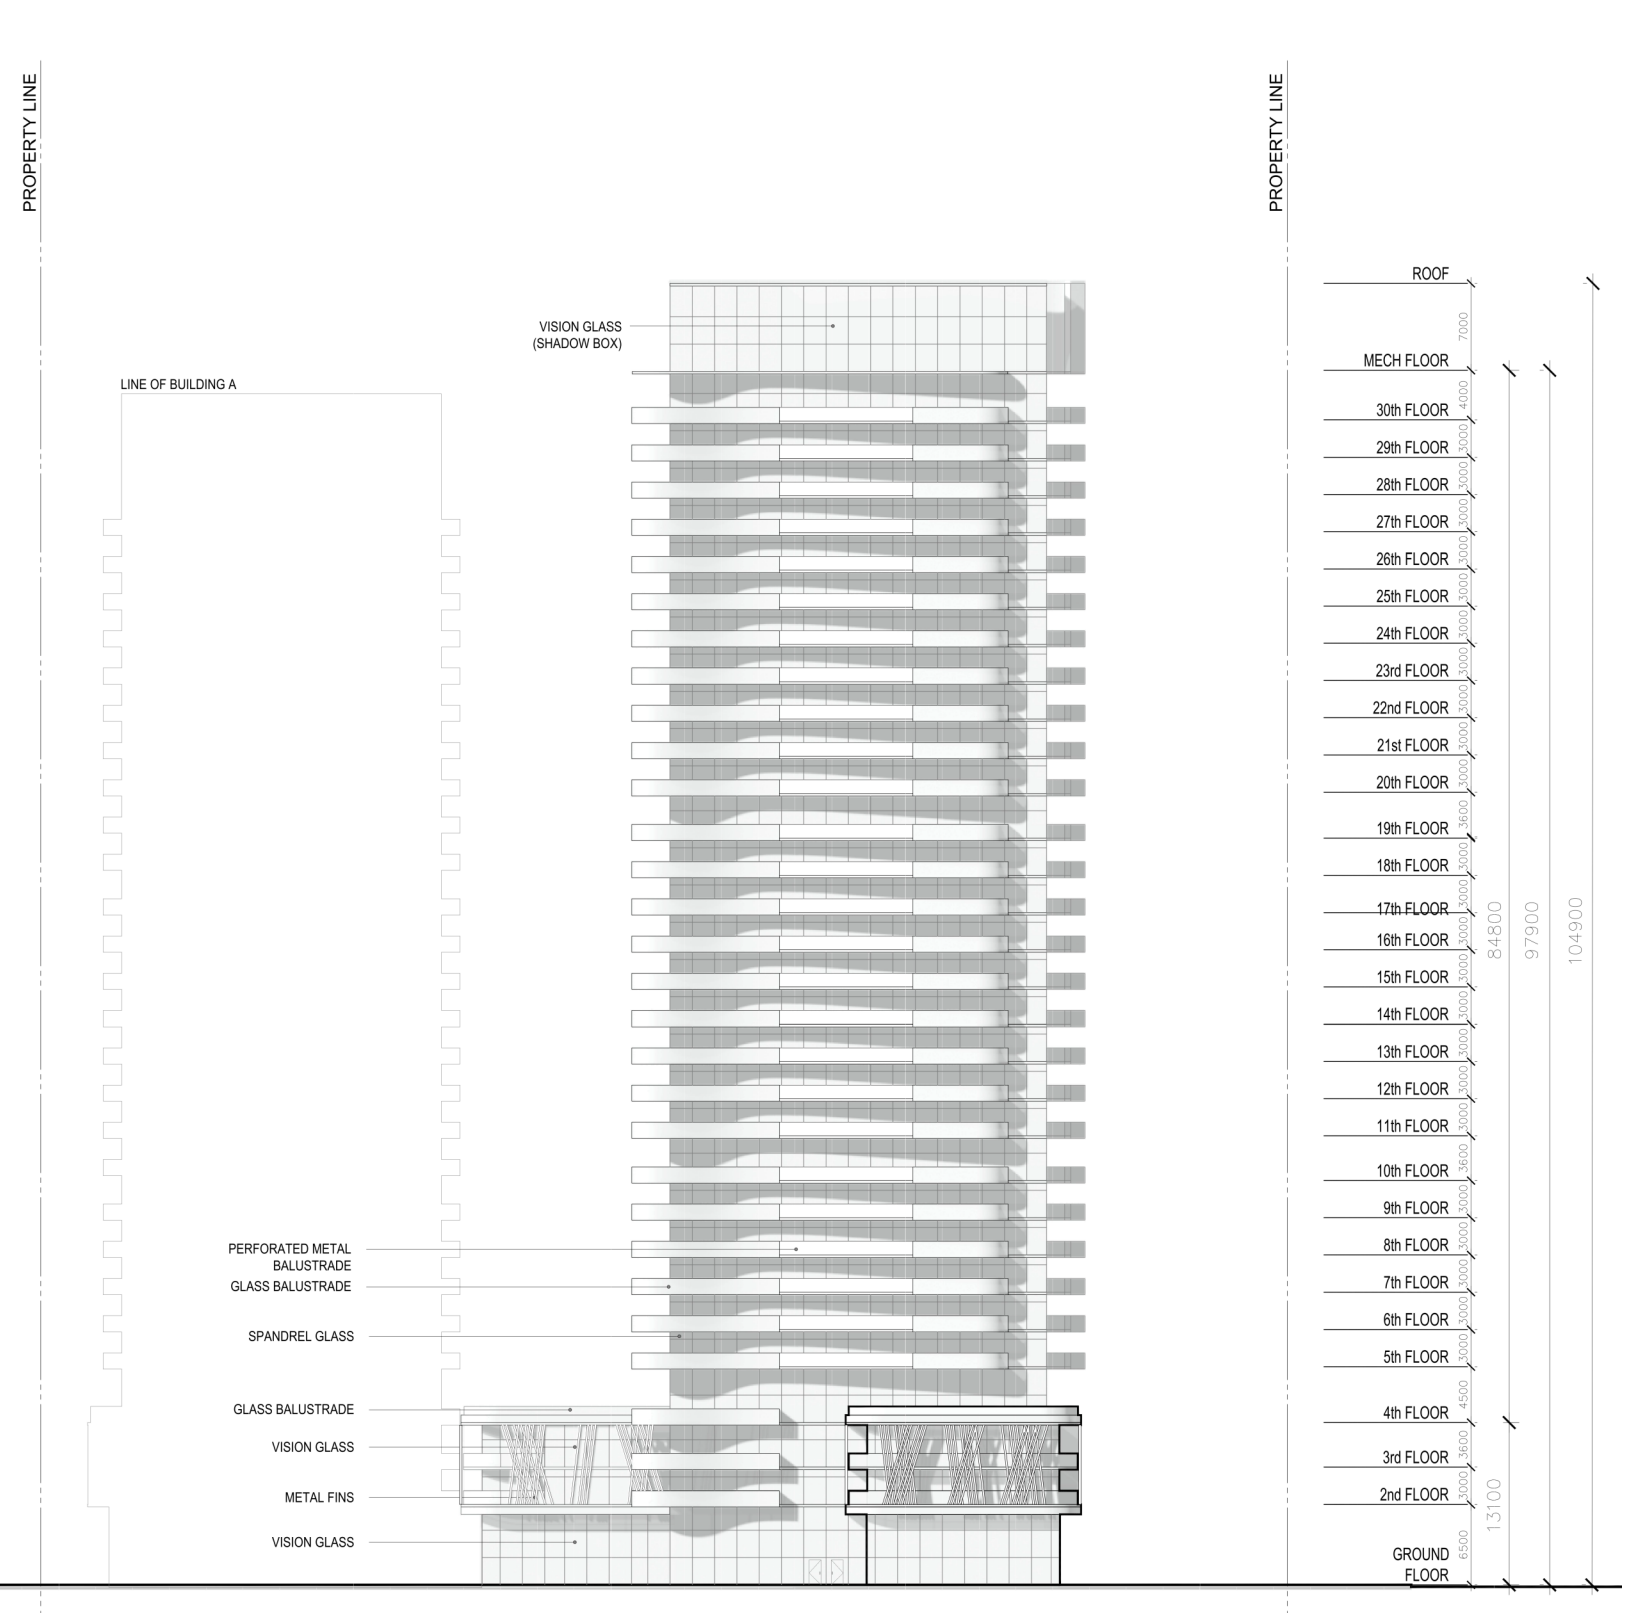 PROPERTY LINE
PROPERTY LINE
ROOF
7000
VISION GLASS
(SHADOW BOX)
MECH FLOOR
LINE OF BUILDING A
4000
30th FLOOR
3000
29th FLOOR
3000
28th FLOOR
3000
27th FLOOR
3000
26th FLOOR
3000
25th FLOOR
3000
24th FLOOR
3000
23rd FLOOR
3000
22nd FLOOR
3000
21st FLOOR
3000
20th FLOOR
3600
19th FLOOR
3000
18th FLOOR
3000
17th FLOOR
3000
16th FLOOR
3000
15th FLOOR
3000
14th FLOOR
3000
13th FLOOR
3000
12th FLOOR
3000
11th FLOOR
3600
10th FLOOR
3000
9th FLOOR
3000
8th FLOOR
3000
7th FLOOR
3000
6th FLOOR
3000
5th FLOOR
4500
4th FLOOR
3600
3rd FLOOR
3000
2nd FLOOR
6500
GROUND
FLOOR
84800
97900
104900
13100
PERFORATED METAL
BALUSTRADE
GLASS BALUSTRADE
SPANDREL GLASS
GLASS BALUSTRADE
VISION GLASS
METAL FINS
VISION GLASS